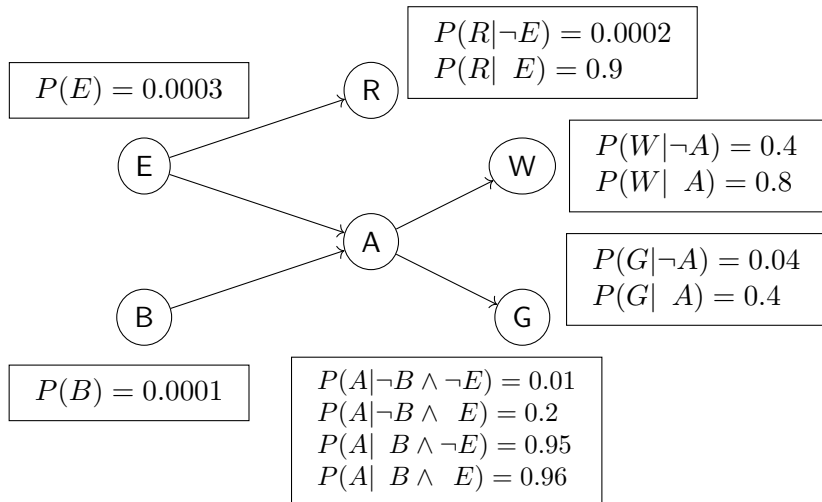 P(R|¬E) = 0.0002
P(R| E) = 0.9
P(E) = 0.0003
R
E
W
P(W|¬A) = 0.4
P(W| A) = 0.8
A
P(G|¬A) = 0.04
P(G| A) = 0.4
B
G
P(B) = 0.0001
P(A|¬B ∧ ¬E) = 0.01
P(A|¬B ∧ E) = 0.2
P(A| B ∧ ¬E) = 0.95
P(A| B ∧ E) = 0.96